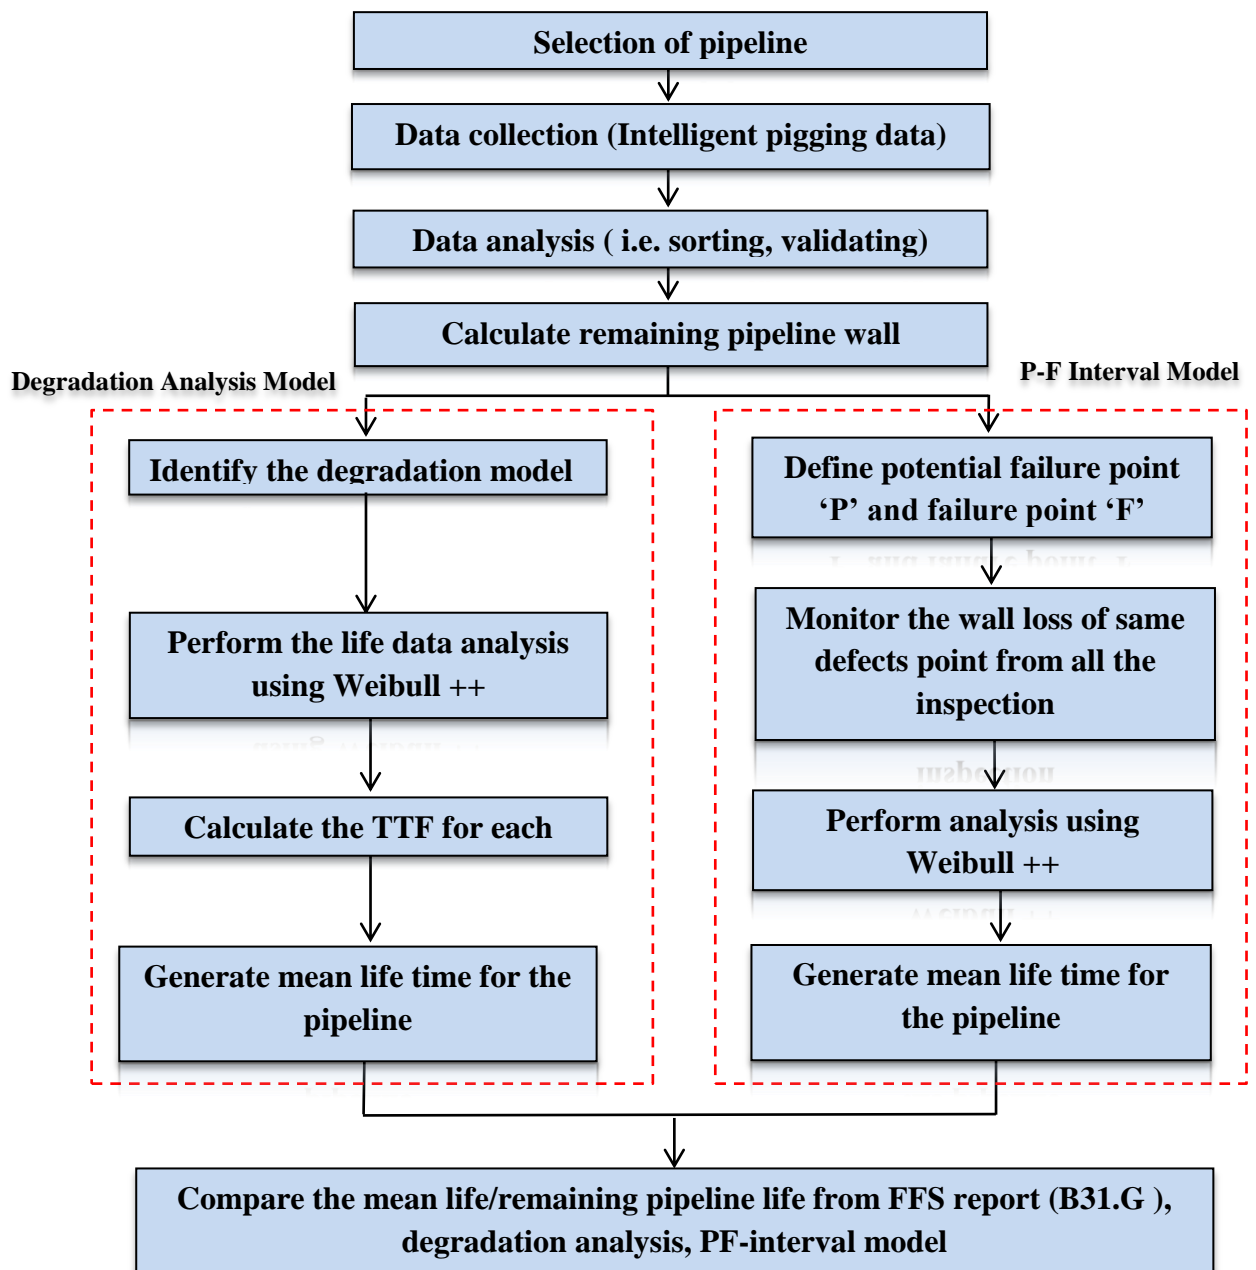 Selection of pipeline
Data collection (Intelligent pigging data)
Data analysis ( i.e. sorting, validating)
Calculate remaining pipeline wall
Degradation Analysis Model
P-F Interval Model
Identify the degradation model
Perform the life data analysis
using Weibull ++
Calculate the TTF for each
Generate mean life time for the
pipeline
Define potential failure point
‘P’ and failure point ‘F’
Monitor the wall loss of same
defects point from all the
inspection
Perform analysis using
Weibull ++
Generate mean life time for
the pipeline
Compare the mean life/remaining pipeline life from FFS report (B31.G ),
degradation analysis, PF-interval model